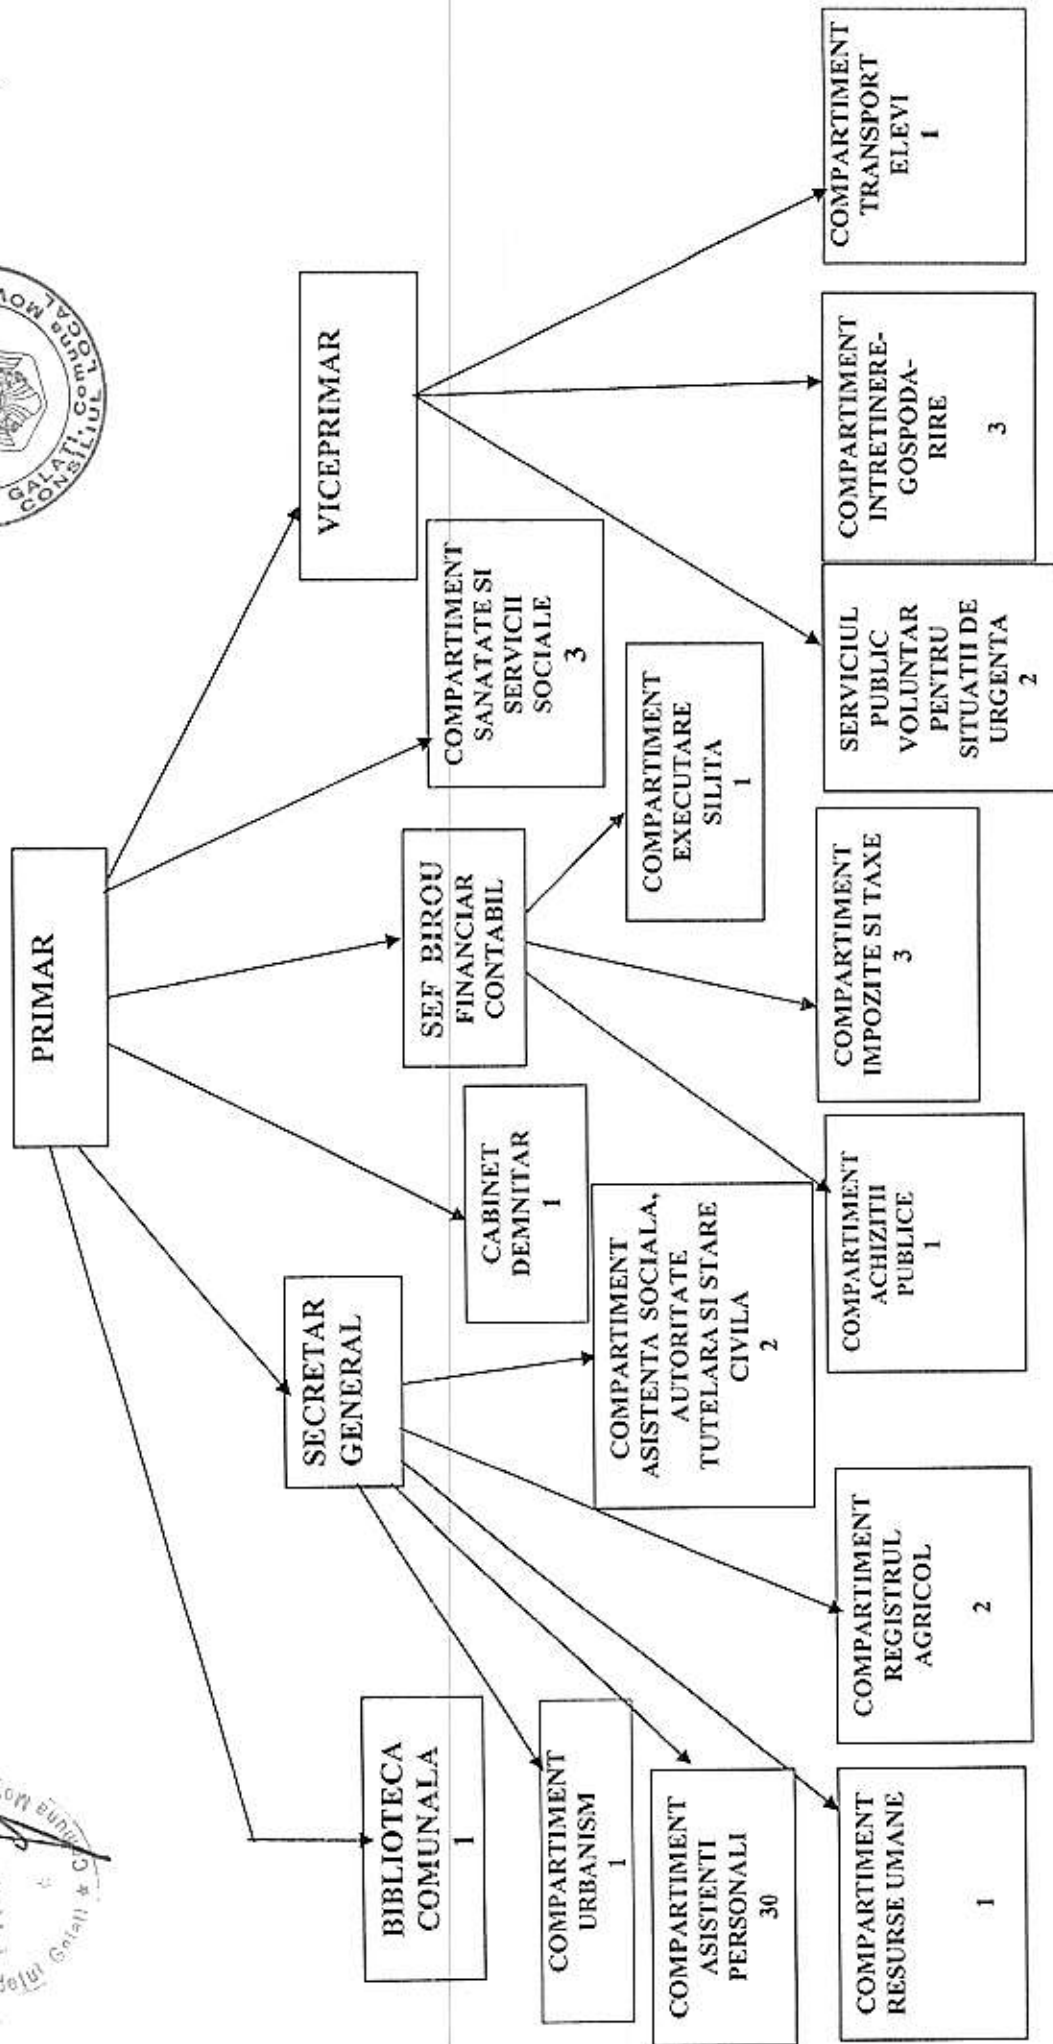 GALATI, Comuna MOV
CONSILIUL LOCAL
PRIMAR
SECRETAR
GENERAL
VICEPRIMAR
BIBLIOTECA
COMUNALA
1
CABINET
DEMNITAR
1
SEF BIROU
FINANCIAR
CONTABIL
COMPARTIMENT
SANATATE SI
SERVICII
SOCIALE
3
COMPARTIMENT
URBANISM
1
COMPARTIMENT
ASISTENTA SOCIALA,
AUTORITATE
TUTELARA SI STARE
CIVILA
2
COMPARTIMENT
EXECUTARE
SILITA
1
COMPARTIMENT
ASISTENTI
PERSONALI
30
COMPARTIMENT
RESURSE UMANE
1
COMPARTIMENT
REGISTRUL
AGRICOL
2
COMPARTIMENT
ACHIZITII
PUBLICE
1
COMPARTIMENT
IMPOZITE SI TAXE
3
SERVICIUL
PUBLIC
VOLUNTAR
PENTRU
SITUATII DE
URGENTA
2
COMPARTIMENT
INTRETINERE-
GOSPODA-
RIRE
3
COMPARTIMENT
TRANSPORT
ELEVI
1